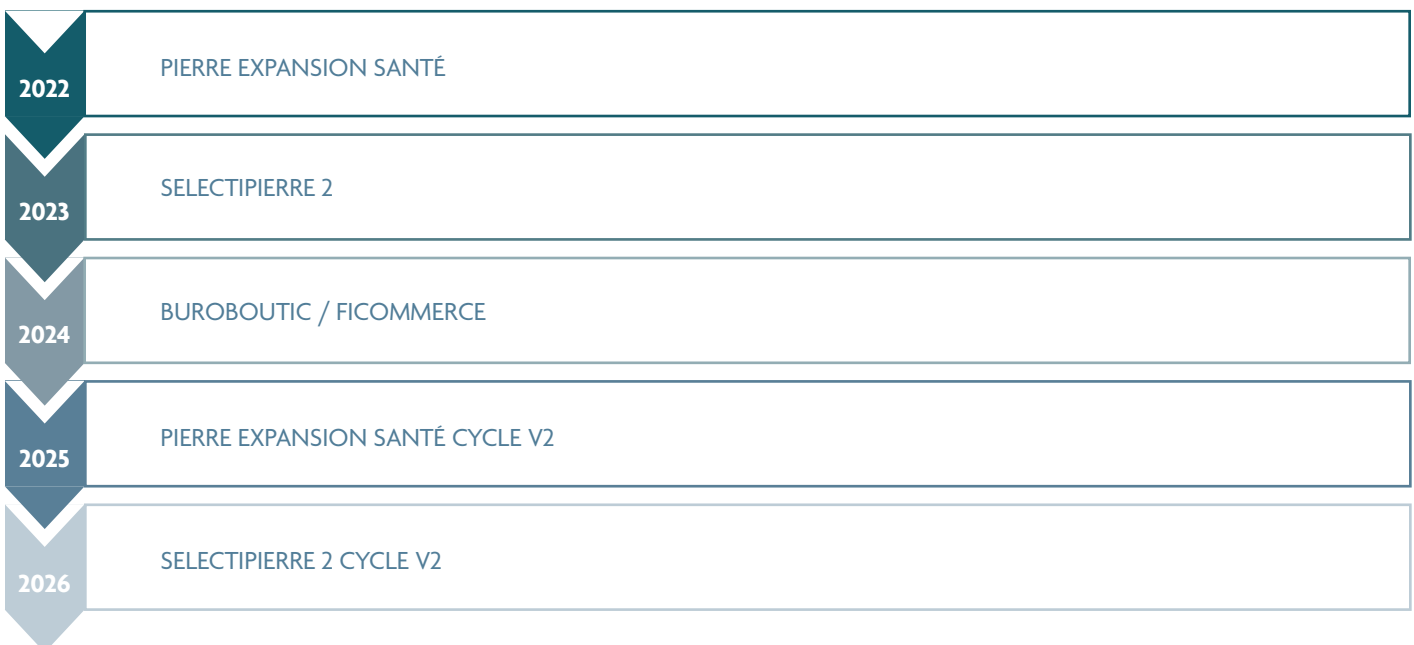 2022
PIERRE EXPANSION SANTÉ
2023
SELECTIPIERRE 2
2024
BUROBOUTIC / FICOMMERCE
2025
PIERRE EXPANSION SANTÉ CYCLE V2
2026
SELECTIPIERRE 2 CYCLE V2